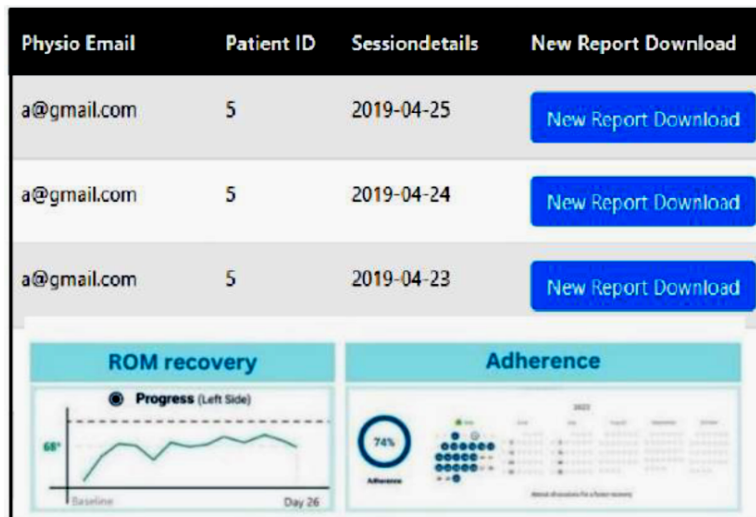 Physio Email Patient ID Sessiondetails New Report Download
a@gmail.com 5 2019-04-25 New Report Download
a@gmail.com 5 2019-04-24 New Report Download
a@gmail.com 5 2019-04-23 New Report Download
ROM recovery Adherence
Progress (Left Side)
2022
68°
74%
Adherence
Baseline Day 26